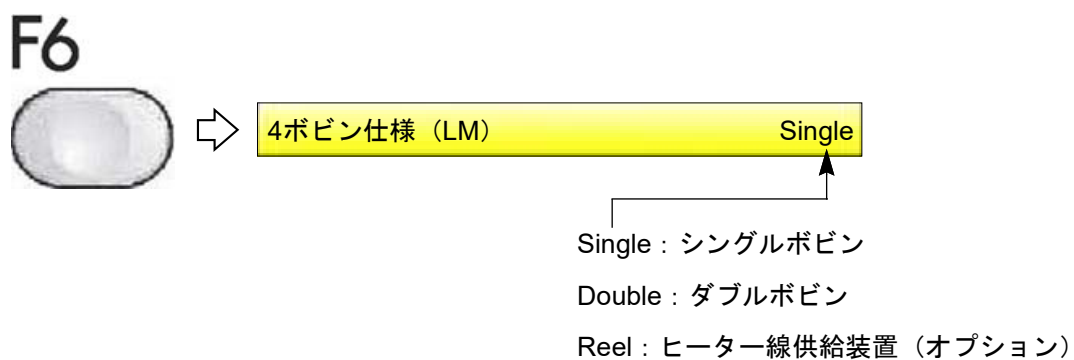 F6
4ボビン仕様（LM） Single
Single：シングルボビン
Double：ダブルボビン
Reel：ヒーター線供給装置（オプション）